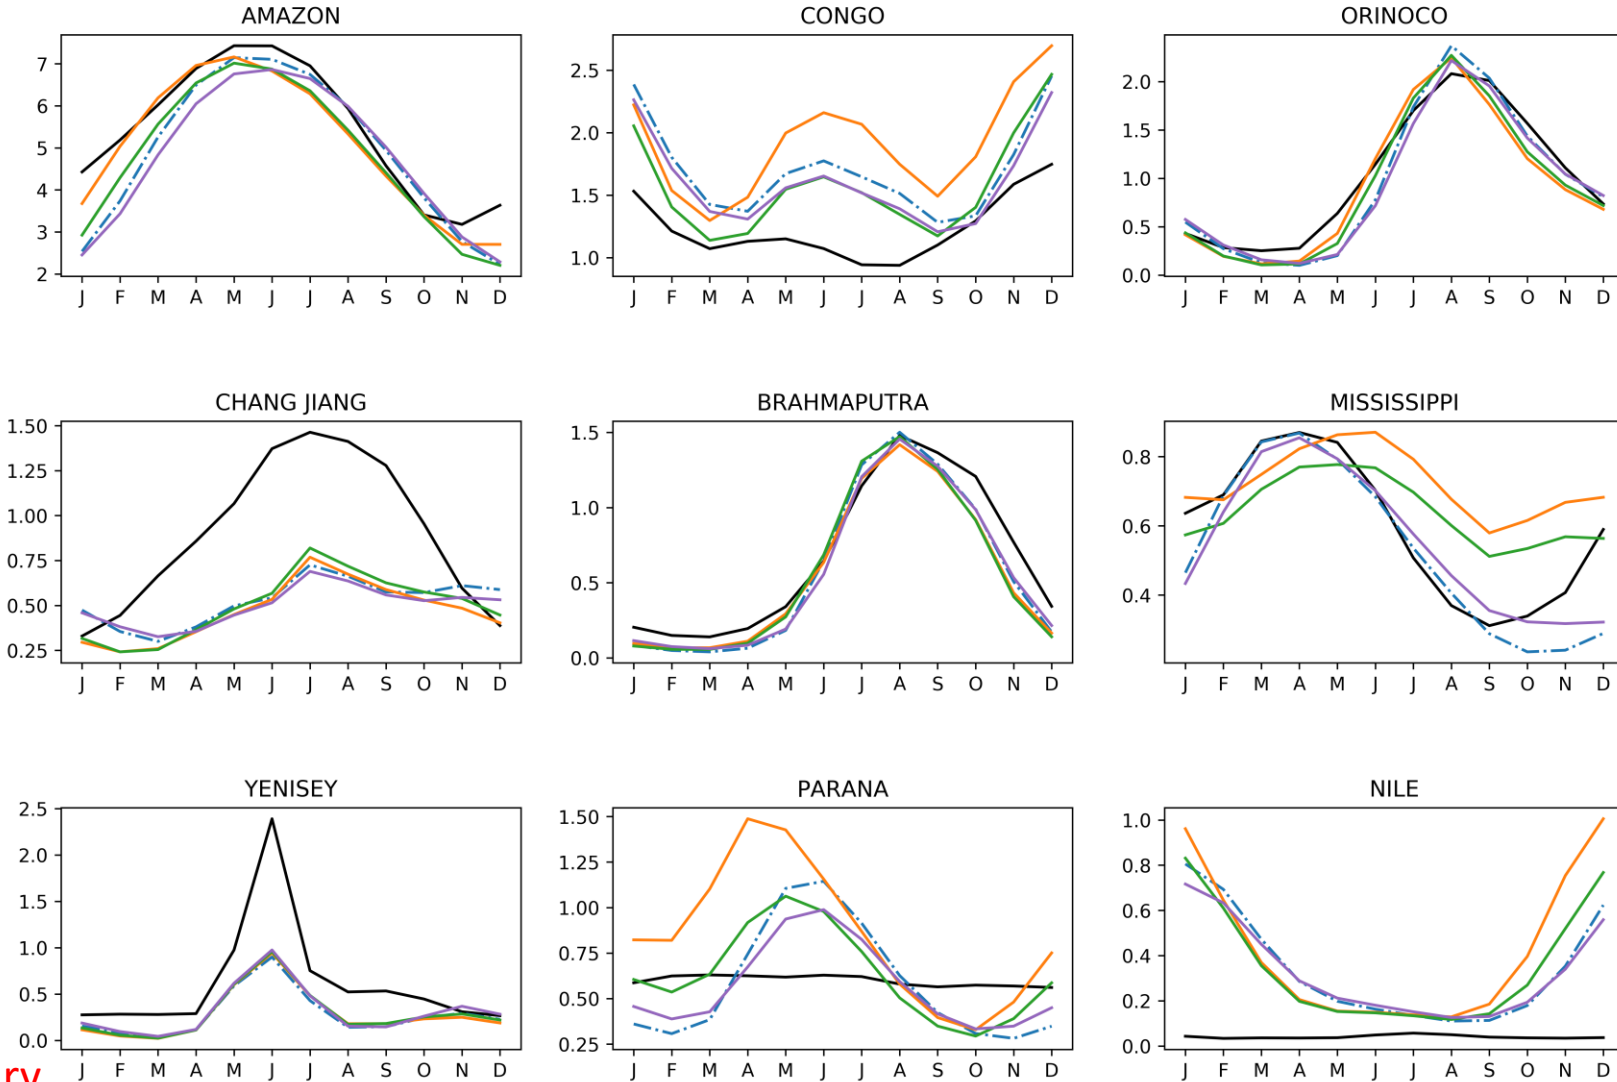 AMAZON
7
6
5
4
3
2
J F M A M J J A S O N D
CONGO
2.5
2.0
1.5
1.0
J F M A M J J A S O N D
ORINOCO
2.0
1.5
1.0
0.5
0.0
J F M A M J J A S O N D
CHANG JIANG
1.50
1.25
1.00
0.75
0.50
0.25
J F M A M J J A S O N D
BRAHMAPUTRA
1.5
1.0
0.5
0.0
J F M A M J J A S O N D
MISSISSIPPI
0.8
0.6
0.4
J F M A M J J A S O N D
YENISEY
2.5
2.0
1.5
1.0
0.5
0.0
J F M A M J J A S O N D
PARANA
1.50
1.25
1.00
0.75
0.50
0.25
J F M A M J J A S O N D
NILE
1.0
0.8
0.6
0.4
0.2
0.0
J F M A M J J A S O N D
ry